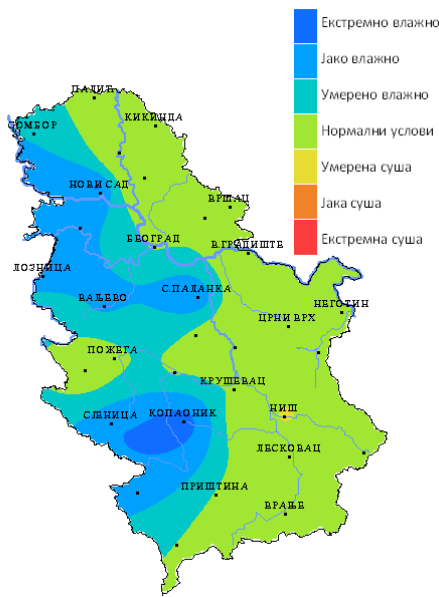 Екстремно влажно
Јако влажно
Умерено влажно
Нормални услови
Умерена суша
Јака суша
Екстремна суша
ПАЛИЋ
СОМБОР
КИКИНДА
НОВИ САД
ВРШАЦ
БЕОГРАД
В.ГРАДИШТЕ
ЛОЗНИЦА
ВАЉЕВО
С.ПАЛАНКА
НЕГОТИН
ЦРНИ ВРХ
ПОЖЕГА
КРУШЕВАЦ
СЈЕНИЦА
КОПАОНИК
НИШ
ЛЕСКОВАЦ
ПРИШТИНА
ВРАЊЕ